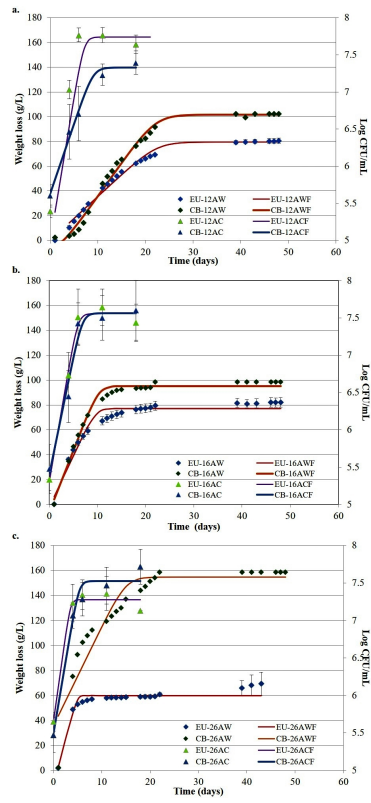 a.
180
160
140
120
100
80
60
40
20
0
Weight loss (g/L)
8
7.5
7
6.5
6
5.5
5
Log CFU/mL
EU-12AW EU-12AWF
CB-12AW CB-12AWF
EU-12AC EU-12ACF
CB-12AC CB-12ACF
0 10 20 30 40 50 60
Time (days)
b.
180
160
140
120
100
80
60
40
20
0
Weight loss (g/L)
8
7.5
7
6.5
6
5.5
5
Log CFU/mL
EU-16AW EU-16AWF
CB-16AW CB-16AWF
EU-16AC EU-16ACF
CB-16AC CB-16ACF
0 10 20 30 40 50 60
Time (days)
c.
180
160
140
120
100
80
60
40
20
0
Weight loss (g/L)
8
7.5
7
6.5
6
5.5
5
Log CFU/mL
EU-26AW EU-26AWF
CB-26AW CB-26AWF
EU-26AC EU-26ACF
CB-26AC CB-26ACF
0 10 20 30 40 50 60
Time (days)